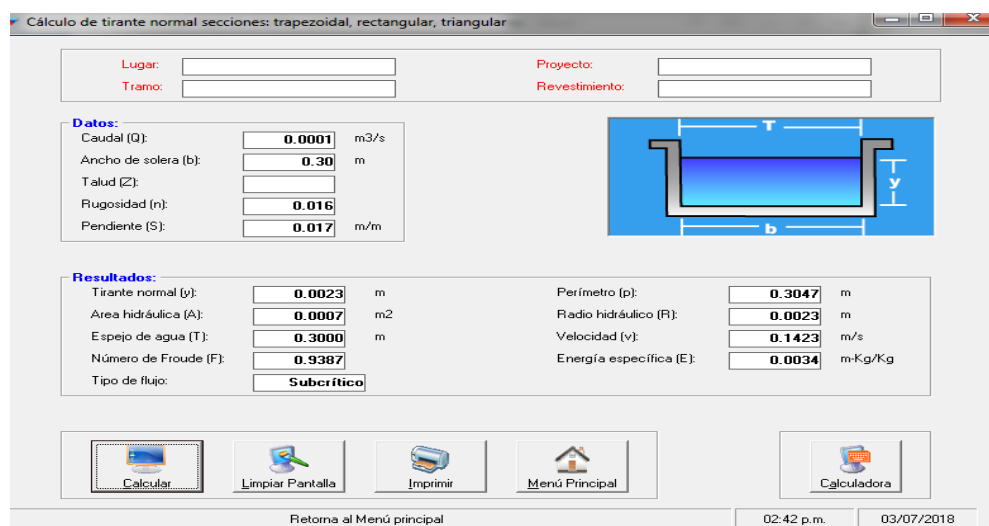 Cálculo de tirante normal secciones: trapezoidal, rectangular, triangular
Lugar: Proyecto:
Tramo: Revestimiento:
Datos:
Caudal (Q): 0.0001 m3/s
Ancho de solera (b): 0.30 m
Talud (Z):
Rugosidad (n): 0.016
Pendiente (S): 0.017 m/m
T
y
b
Resultados:
Tirante normal (y): 0.0023 m Perímetro (p): 0.3047 m
Area hidráulica (A): 0.0007 m2 Radio hidráulico (R): 0.0023 m
Espejo de agua (T): 0.3000 m Velocidad (v): 0.1423 m/s
Número de Froude (F): 0.9387 Energía específica (E): 0.0034 m-Kg/Kg
Tipo de flujo: Subcrítico
Calcular Limpiar Pantalla Imprimir Menú Principal Calculadora
Retorna al Menú principal 02:42 p.m. 03/07/2018